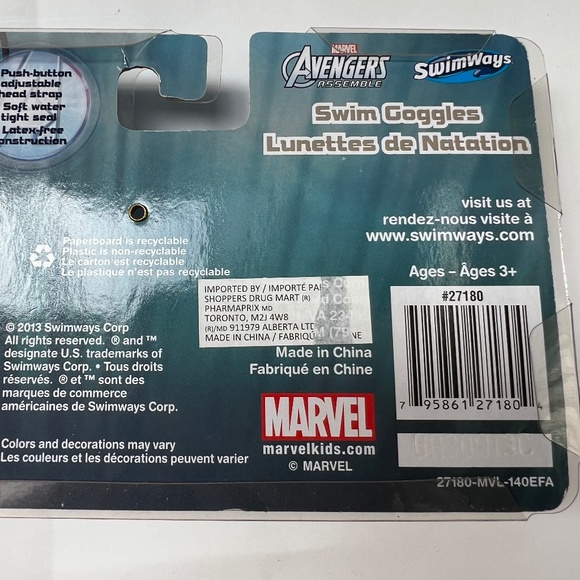 Push-button
adjustable
head strap
Soft water
tight seal
Latex-free
construction
MARVEL
AVENGERS
ASSEMBLE
SwimWays
Swim Goggles
Lunettes de Natation
visit us at
rendez-nous visite à
www.swimways.com
Ages – Âges 3+
Paperboard is recyclable
Plastic is non-recyclable
Le carton est recyclable
Le plastique n'est pas recyclable
IMPORTED BY / IMPORTÉ PAR
SHOPPERS DRUG MART (R)
PHARMAPRIX MD
TORONTO, M2J 4W8
(R)/MD 911979 ALBERTA LTD
MADE IN CHINA / FABRIQUÉ
Made in China
Fabriqué en Chine
© 2013 Swimways Corp
All rights reserved. ® and ™
designate U.S. trademarks of
Swimways Corp. • Tous droits
réservés. ® et ™ sont des
marques de commerce
américaines de Swimways Corp.
Colors and decorations may vary
Les couleurs et les décorations peuvent varier
MARVEL
marvelkids.com
© MARVEL
#27180
7 95861 27180 4
27180-MVL-140EFA